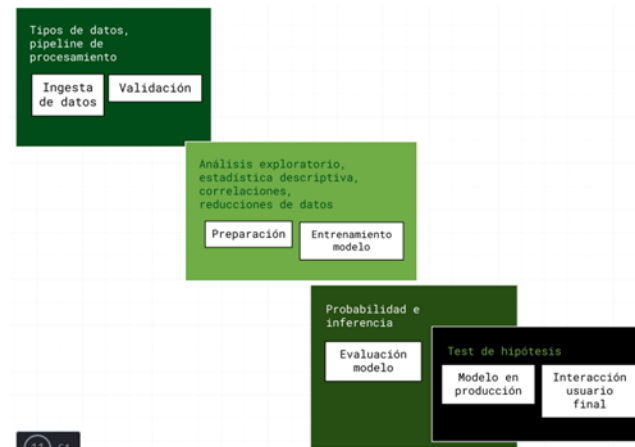 Tipos de datos,
pipeline de
procesamiento
Ingesta
de datos
Validación
Análisis exploratorio,
estadística descriptiva,
correlaciones,
reducciones de datos
Preparación
Entrenamiento
modelo
Probabilidad e
inferencia
Evaluación
modelo
Test de hipótesis
Modelo en
producción
Interacción
usuario
final